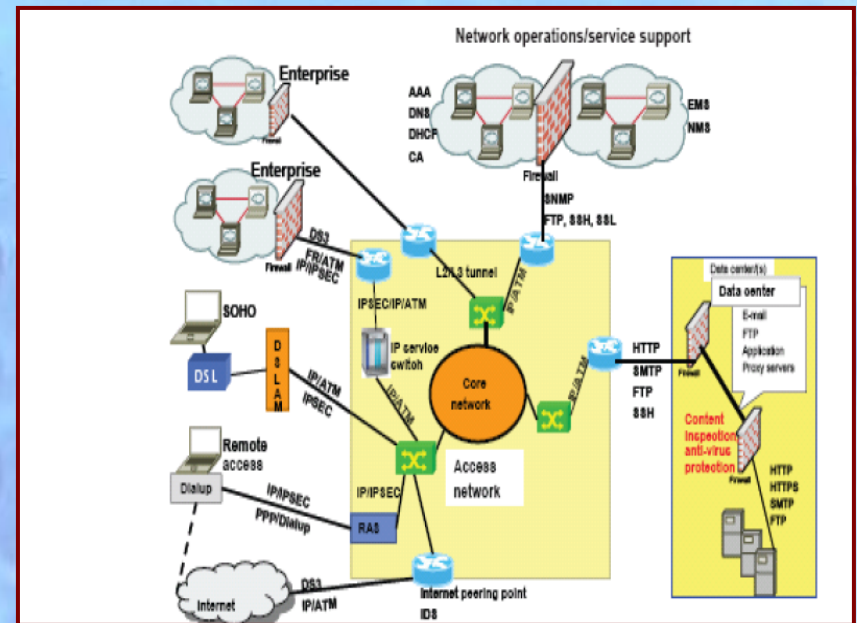 Network operations/service support
Enterprise
Firewall
AAA
DNS
DHCF
CA
EMS
NMS
Firewall
SNMP
FTP, SSH, SSL
Enterprise
Firewall
DS3
FR/ATM
IP/IPSEC
L2/L3 tunnel
IP/ATM
IPSEC/IP/ATM
IP service
switch
SOHO
DSL
DSLAM
IP/ATM
IPSEC
IP/ATM
Core
network
IP/ATM
Access
network
HTTP
SMTP
FTP
SSH
Data center/(s)
Data center
E-mail
FTP
Application
Proxy servers
Firewall
Content
inspection
anti-virus
protection
Firewall
HTTP
HTTPS
SMTP
FTP
Remote
access
Dialup
IP/IPSEC
PPP/Dialup
IP/IPSEC
RAS
Internet
DS3
IP/ATM
Internet peering point
IDS